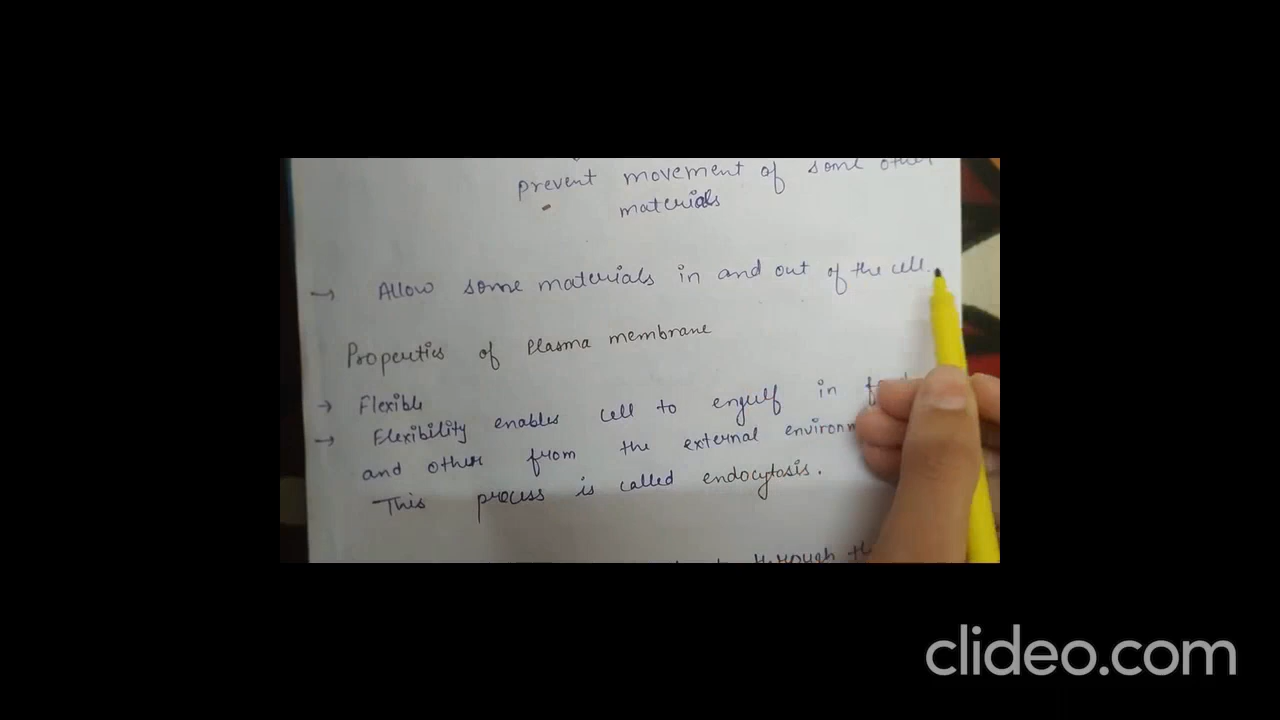 prevent movement of some other
materials
→ Allow some materials in and out of the cell.
Properties of Plasma membrane
→ Flexible
→ Flexibility enables cell to engulf in
and other from the external
This process is called endocytosis.
through
clideo.com